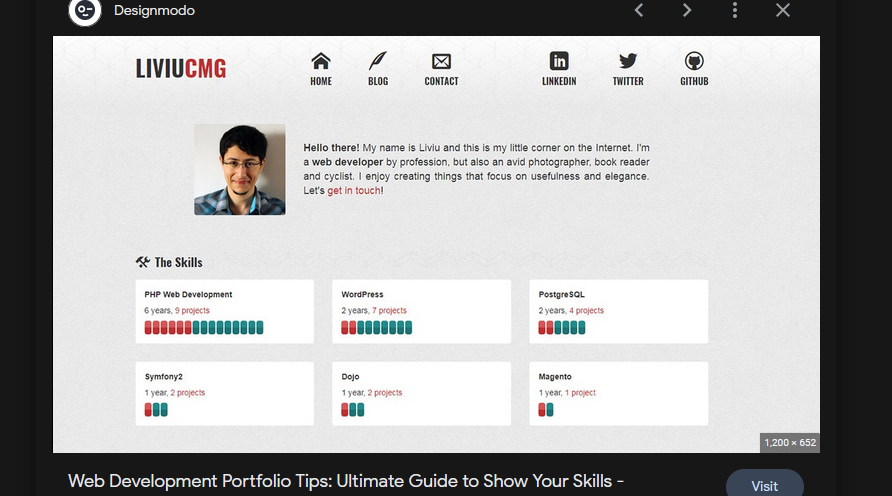 Designmodo
LIVIUCMG
HOME
BLOG
CONTACT
LINKEDIN
TWITTER
GITHUB
Hello there! My name is Liviu and this is my little corner on the Internet. I'm
a web developer by profession, but also an avid photographer, book reader
and cyclist. I enjoy creating things that focus on usefulness and elegance.
Let's get in touch!
The Skills
PHP Web Development
6 years, 9 projects
WordPress
2 years, 7 projects
PostgreSQL
2 years, 4 projects
Symfony2
1 year, 2 projects
Dojo
1 year, 2 projects
Magento
1 year, 1 project
1,200 × 652
Web Development Portfolio Tips: Ultimate Guide to Show Your Skills -
Visit